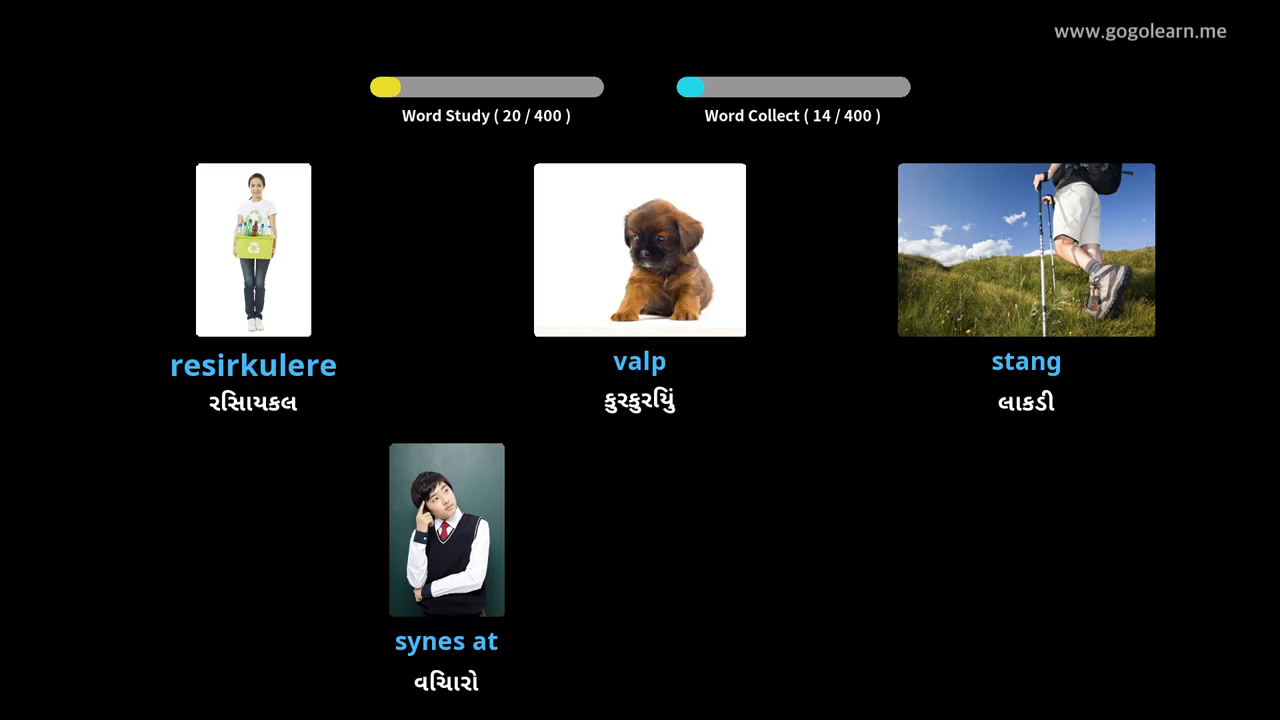 www.gogolearn.me
Word Study ( 20 / 400 )
Word Collect ( 14 / 400 )
resirkulere
valp
stang
રિસાયકલ
કુરકુરિયું
લાકડી
synes at
વિચારો